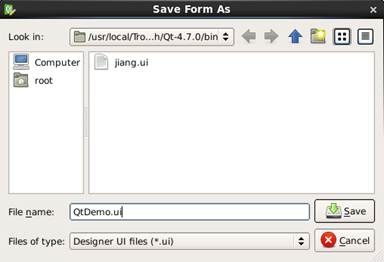 Save Form As
Look in: /usr/local/Tro...h/Qt-4.7.0/bin
Computer
root
jiang.ui
File name: QtDemo.ui
Save
Files of type: Designer UI files (*.ui)
Cancel